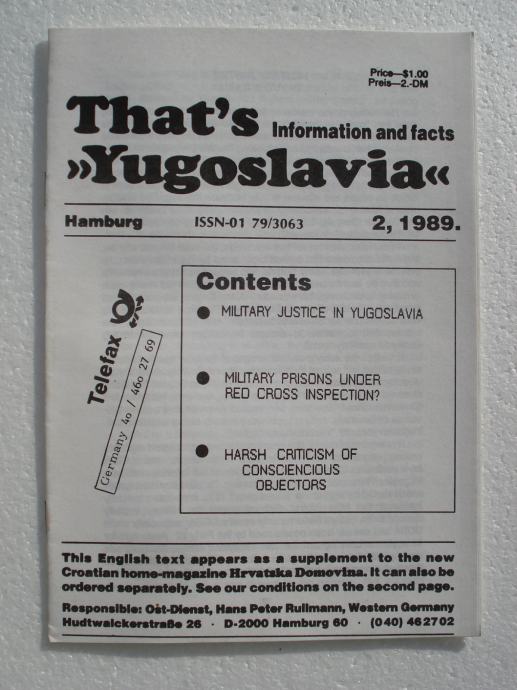 Price—$1.00
Preis—2.-DM
That's Information and facts
»Yugoslavia«
Hamburg ISSN-01 79/3063 2, 1989.
Contents
● MILITARY JUSTICE IN YUGOSLAVIA
● MILITARY PRISONS UNDER
RED CROSS INSPECTION?
● HARSH CRITICISM OF
CONSCIENCIOUS
OBJECTORS
Telefax
Germany 40 / 460 27 69
This English text appears as a supplement to the new
Croatian home-magazine Hrvatska Domovina. It can also be
ordered separately. See our conditions on the second page.
Responsible: Ost-Dienst, Hans Peter Rullmann, Western Germany
Hudtwalckerstraße 26 · D-2000 Hamburg 60 · (040) 462702